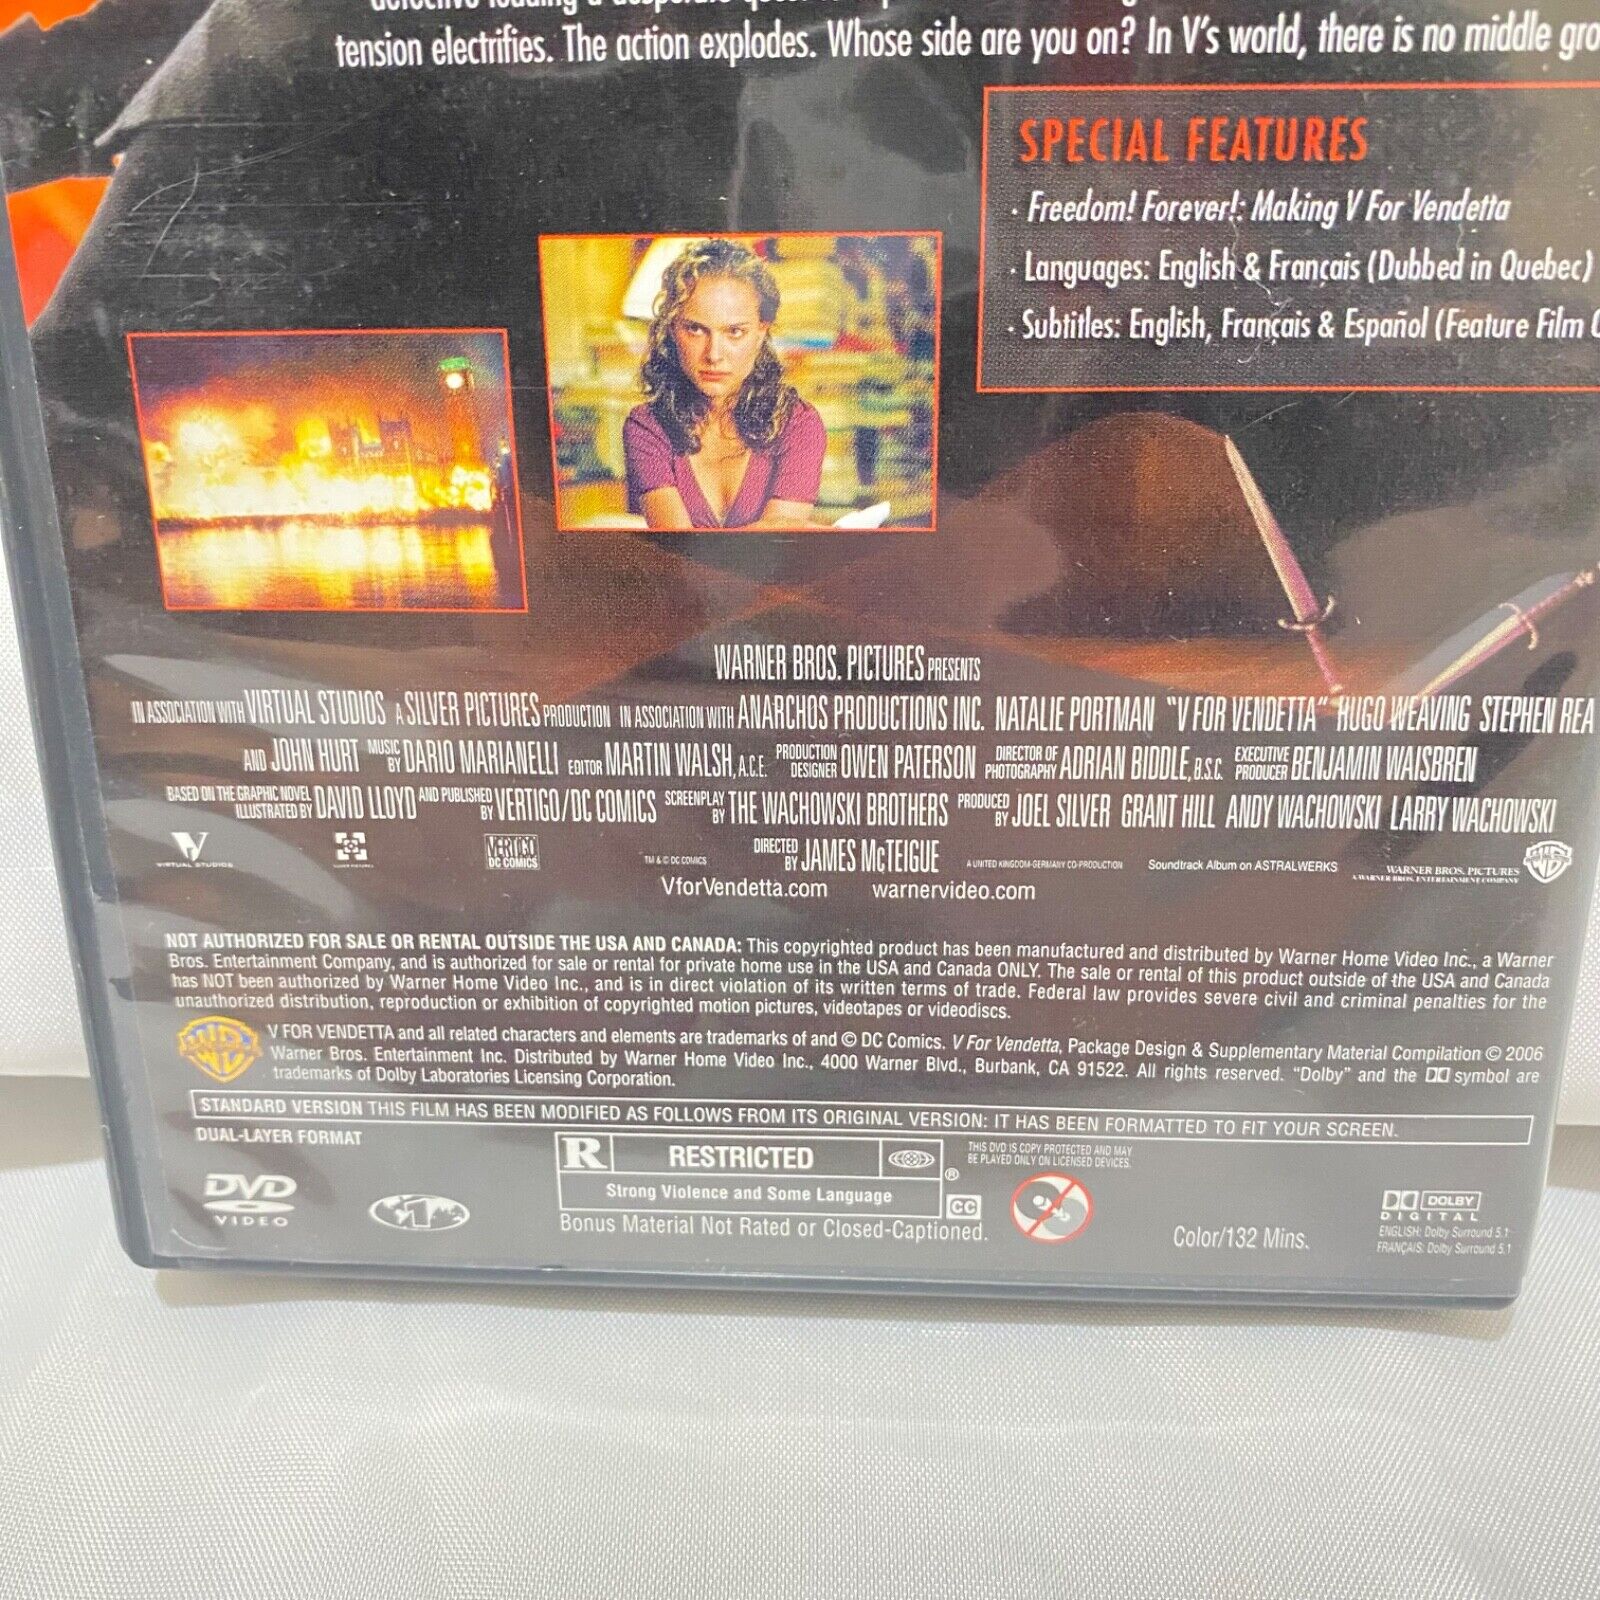 tension electrifies. The action explodes. Whose side are you on? In V's world, there is no middle
SPECIAL FEATURES
· Freedom! Forever!: Making V For Vendetta
· Languages: English & Français (Dubbed in Quebec)
· Subtitles: English, Français & Español (Feature Film
WARNER BROS. PICTURES PRESENTS
IN ASSOCIATION WITH VIRTUAL STUDIOS A SILVER PICTURES PRODUCTION IN ASSOCIATION WITH ANARCHOS PRODUCTIONS INC. NATALIE PORTMAN "V FOR VENDETTA" HUGO WEAVING STEPHEN REA
AND JOHN HURT MUSIC BY DARIO MARIANELLI EDITOR MARTIN WALSH, A.C.E. PRODUCTION DESIGNER OWEN PATERSON DIRECTOR OF PHOTOGRAPHY ADRIAN BIDDLE, B.S.C. EXECUTIVE PRODUCER BENJAMIN WAISBREN
BASED ON THE GRAPHIC NOVEL ILLUSTRATED BY DAVID LLOYD AND PUBLISHED BY VERTIGO/DC COMICS SCREENPLAY BY THE WACHOWSKI BROTHERS PRODUCED BY JOEL SILVER GRANT HILL ANDY WACHOWSKI LARRY WACHOWSKI
VIRTUAL STUDIOS VERTIGO DC COMICS TM & © DC COMICS DIRECTED BY JAMES McTEIGUE A UNITED KINGDOM-GERMANY CO-PRODUCTION Soundtrack Album on ASTRALWERKS WARNER BROS. PICTURES
A WARNER BROS. ENTERTAINMENT COMPANY
VforVendetta.com warnervideo.com
NOT AUTHORIZED FOR SALE OR RENTAL OUTSIDE THE USA AND CANADA: This copyrighted product has been manufactured and distributed by Warner Home Video Inc., a Warner
Bros. Entertainment Company, and is authorized for sale or rental for private home use in the USA and Canada ONLY. The sale or rental of this product outside of the USA and Canada
has NOT been authorized by Warner Home Video Inc., and is in direct violation of its written terms of trade. Federal law provides severe civil and criminal penalties for the
unauthorized distribution, reproduction or exhibition of copyrighted motion pictures, videotapes or videodiscs.
V FOR VENDETTA and all related characters and elements are trademarks of and © DC Comics. V For Vendetta, Package Design & Supplementary Material Compilation © 2006
Warner Bros. Entertainment Inc. Distributed by Warner Home Video Inc., 4000 Warner Blvd., Burbank, CA 91522. All rights reserved. "Dolby" and the DD symbol are
trademarks of Dolby Laboratories Licensing Corporation.
STANDARD VERSION THIS FILM HAS BEEN MODIFIED AS FOLLOWS FROM ITS ORIGINAL VERSION: IT HAS BEEN FORMATTED TO FIT YOUR SCREEN.
DUAL-LAYER FORMAT
R RESTRICTED ®
Strong Violence and Some Language
CC
Bonus Material Not Rated or Closed-Captioned.
THIS DVD IS COPY PROTECTED AND MAY
BE PLAYED ONLY ON LICENSED DEVICES.
DVD
VIDEO
1
Color/132 Mins.
DOLBY
DIGITAL
ENGLISH: Dolby Surround 5.1
FRANÇAIS: Dolby Surround 5.1